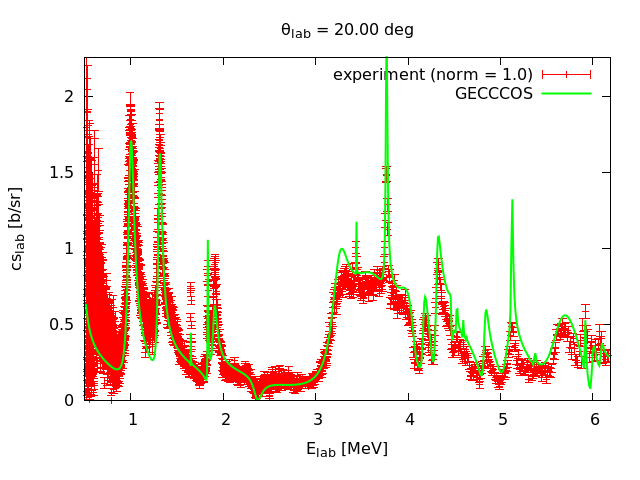 θlab = 20.00 deg
experiment (norm = 1.0)
GECCCOS
cslab [b/sr]
2
1.5
1
0.5
0
1 2 3 4 5 6
Elab [MeV]